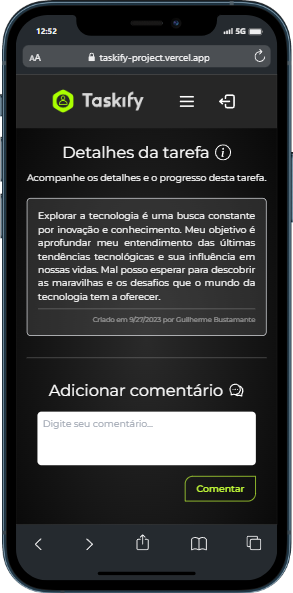 12:52
5G
AA
taskify-project.vercel.app
Taskify
Detalhes da tarefa
Acompanhe os detalhes e o progresso desta tarefa.
Explorar a tecnologia é uma busca constante
por inovação e conhecimento. Meu objetivo é
aprofundar meu entendimento das últimas
tendências tecnológicas e sua influência em
nossas vidas. Mal posso esperar para descobrir
as maravilhas e os desafios que o mundo da
tecnologia tem a oferecer.
Criado em 9/27/2023 por Guilherme Bustamante
Adicionar comentário
Digite seu comentário...
Comentar